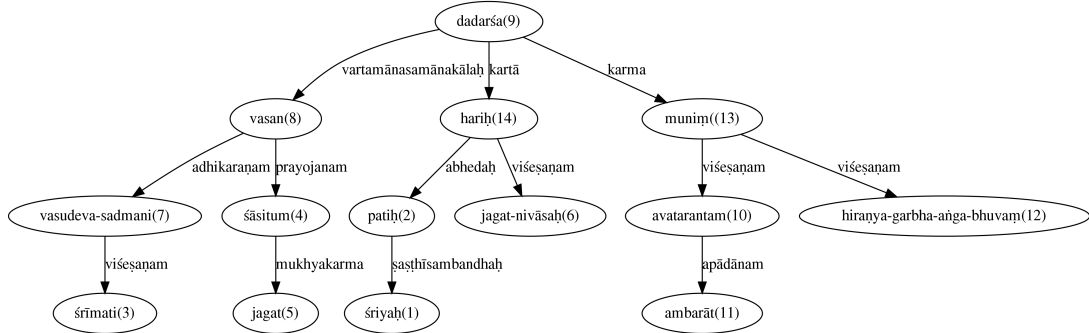 dadarśa(9)
vartamānasamānakālaḥ kartā karma
vasan(8) hariḥ(14) muniṃ((13)
adhikaraṇam prayojanam abhedaḥ viśeṣaṇam viśeṣaṇam viśeṣaṇam
vasudeva-sadmani(7) śāsitum(4) patiḥ(2) jagat-nivāsaḥ(6) avatarantam(10) hiraṇya-garbha-aṅga-bhuvaṃ(12)
viśeṣaṇam mukhyakarma ṣaṣṭhīsambandhaḥ apādānam
śrīmati(3) jagat(5) śriyaḥ(1) ambarāt(11)